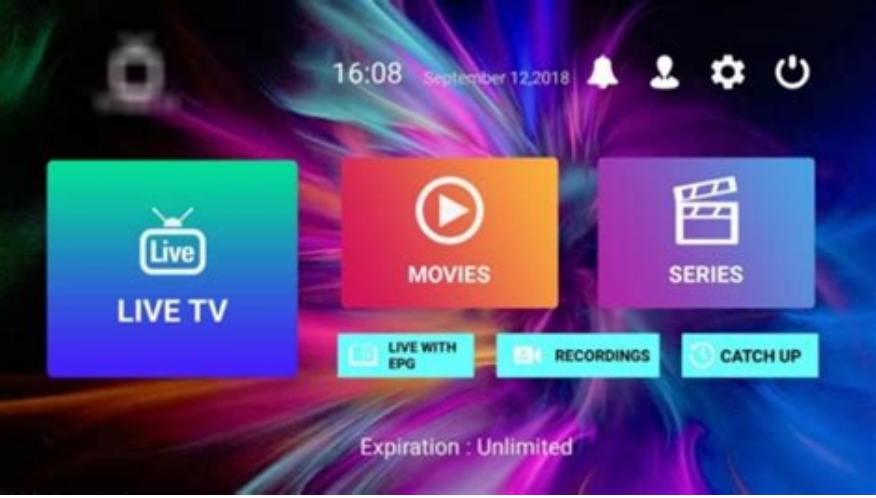 16:08 September 12,2018
Live
LIVE TV
MOVIES
SERIES
LIVE WITH
EPG
RECORDINGS
CATCH UP
Expiration : Unlimited